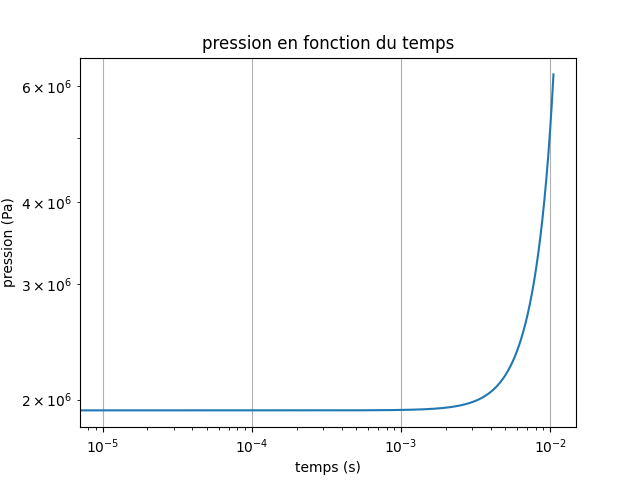 pression en fonction du temps
6 × 10⁶
4 × 10⁶
3 × 10⁶
2 × 10⁶
pression (Pa)
10⁻⁵ 10⁻⁴ 10⁻³ 10⁻²
temps (s)